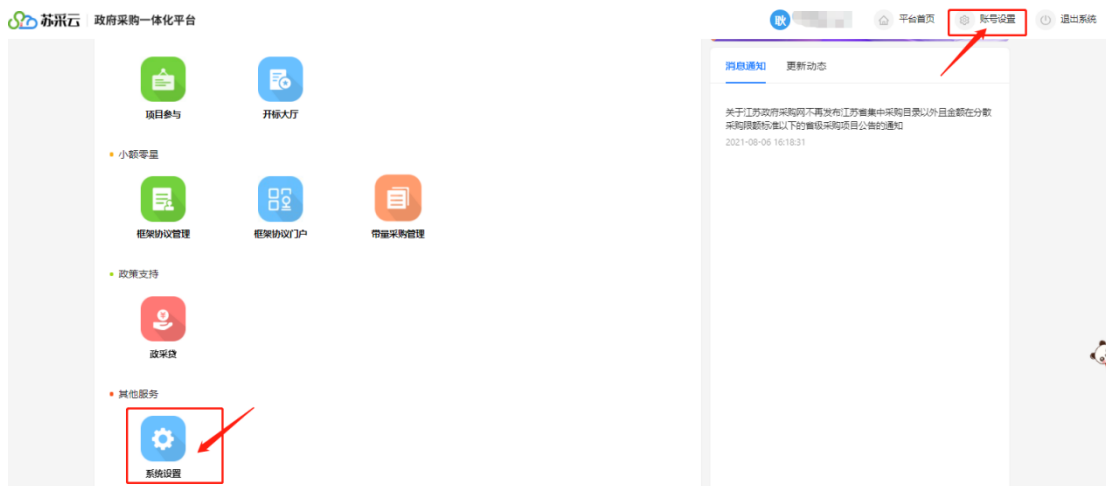 苏采云 政府采购一体化平台
耿
平台首页
账号设置
退出系统
项目参与
开标大厅
小额零星
框架协议管理
框架协议门户
带量采购管理
政策支持
政采贷
其他服务
系统设置
消息通知
更新动态
关于江苏政府采购网不再发布江苏省集中采购目录以外且金额在分散
采购限额标准以下的省级采购项目公告的通知
2021-08-06 16:18:31